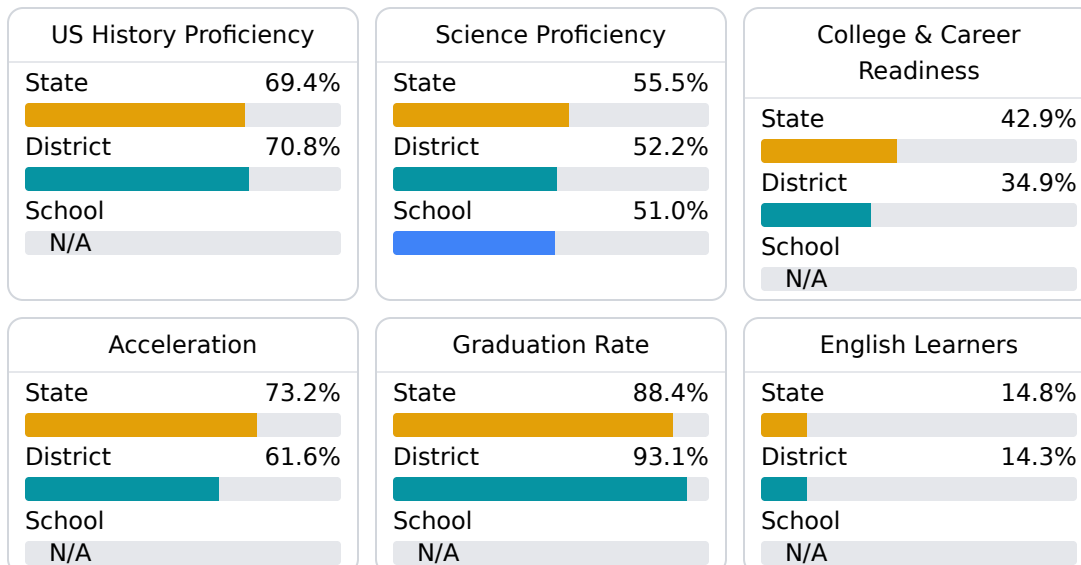 US History Proficiency
State 69.4%
District 70.8%
School
N/A
Science Proficiency
State 55.5%
District 52.2%
School 51.0%
College & Career
Readiness
State 42.9%
District 34.9%
School
N/A
Acceleration
State 73.2%
District 61.6%
School
N/A
Graduation Rate
State 88.4%
District 93.1%
School
N/A
English Learners
State 14.8%
District 14.3%
School
N/A